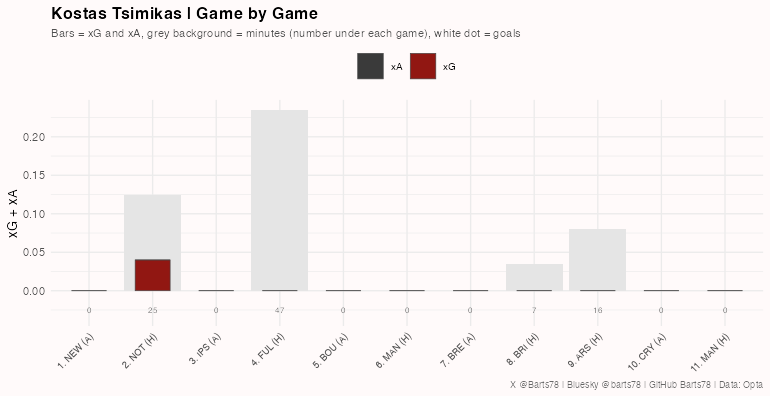 Kostas Tsimikas | Game by Game
Bars = xG and xA, grey background = minutes (number under each game), white dot = goals
xA xG
xG + xA
0.20
0.15
0.10
0.05
0.00
0 25 0 47 0 0 0 7 16 0 0
1. NEW (A)
2. NOT (H)
3. IPS (A)
4. FUL (H)
5. BOU (A)
6. MAN (H)
7. BRE (A)
8. BRI (H)
9. ARS (H)
10. CRY (A)
11. MAN (H)
X @Barts78 | Bluesky @barts78 | GitHub Barts78 | Data: Opta